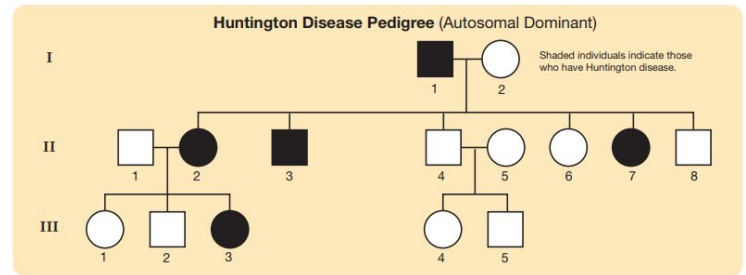 Huntington Disease Pedigree (Autosomal Dominant)
I
Shaded individuals indicate those
who have Huntington disease.
1 2
II
1 2 3 4 5 6 7 8
III
1 2 3 4 5